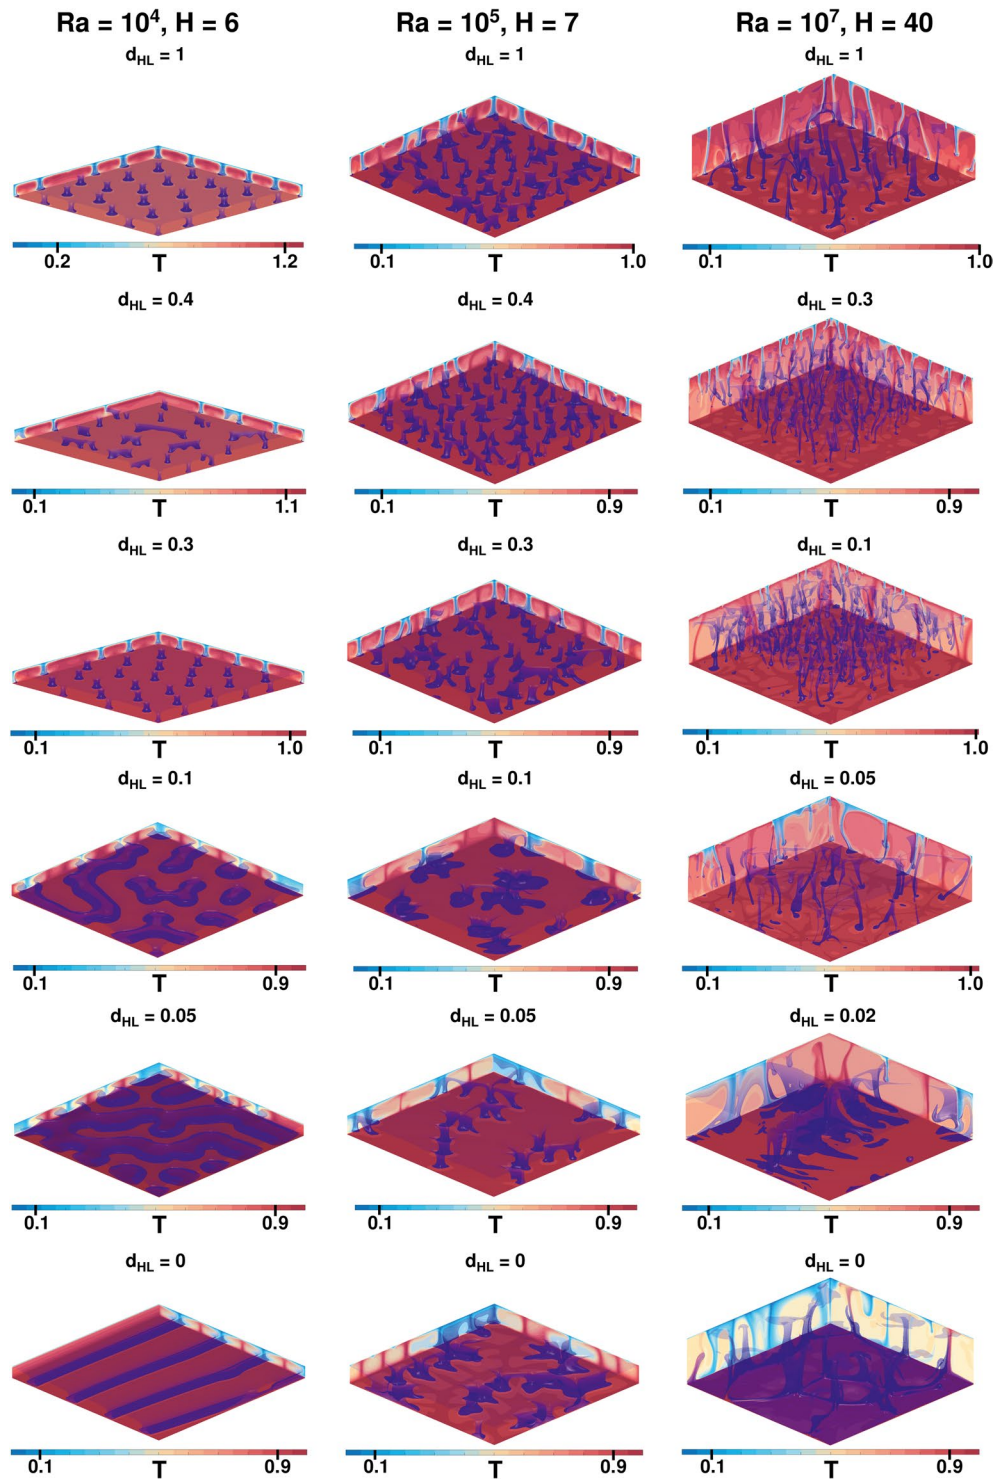 Ra = 10⁴, H = 6 Ra = 10⁵, H = 7 Ra = 10⁷, H = 40
d_HL = 1 d_HL = 1 d_HL = 1
0.2 T 1.2 0.1 T 1.0 0.1 T 1.0
d_HL = 0.4 d_HL = 0.4 d_HL = 0.3
0.1 T 1.1 0.1 T 0.9 0.1 T 0.9
d_HL = 0.3 d_HL = 0.3 d_HL = 0.1
0.1 T 1.0 0.1 T 0.9 0.1 T 1.0
d_HL = 0.1 d_HL = 0.1 d_HL = 0.05
0.1 T 0.9 0.1 T 0.9 0.1 T 1.0
d_HL = 0.05 d_HL = 0.05 d_HL = 0.02
0.1 T 0.9 0.1 T 0.9 0.1 T 0.9
d_HL = 0 d_HL = 0 d_HL = 0
0.1 T 0.9 0.1 T 0.9 0.1 T 0.9